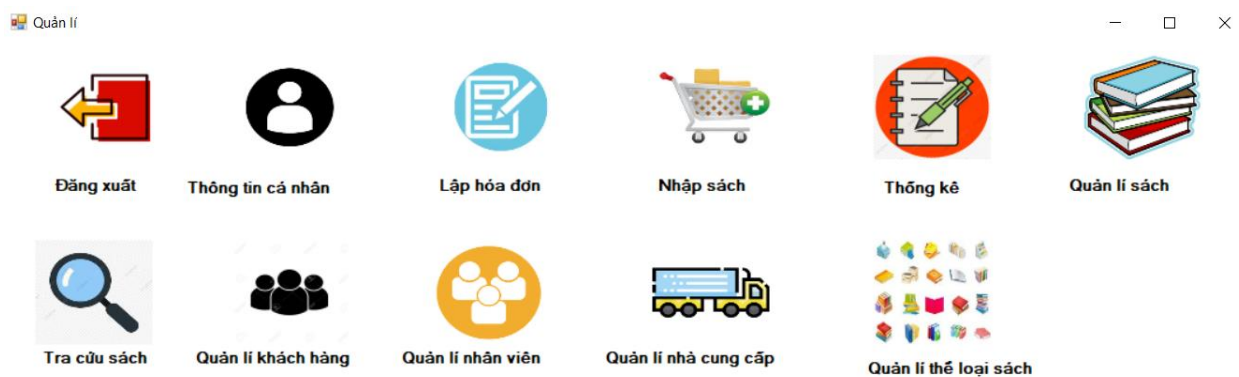 Quản lí
Đăng xuất
Thông tin cá nhân
Lập hóa đơn
Nhập sách
Thống kê
Quản lí sách
Tra cứu sách
Quản lí khách hàng
Quản lí nhân viên
Quản lí nhà cung cấp
Quản lí thể loại sách